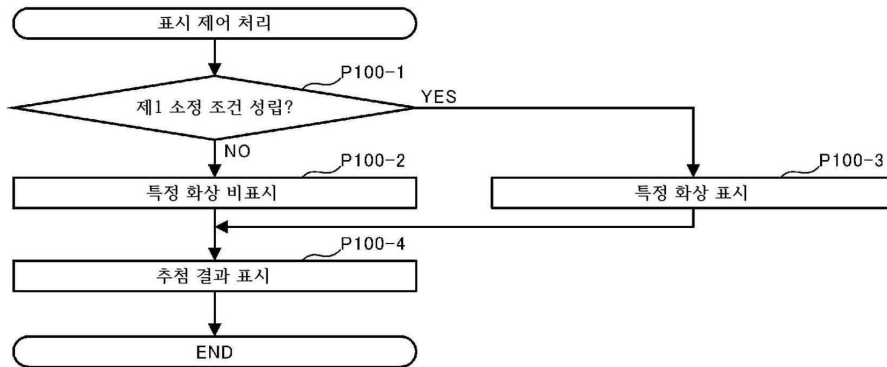 표시 제어 처리
P100-1
제1 소정 조건 성립?
YES
NO
P100-2
P100-3
특정 화상 비표시
특정 화상 표시
P100-4
추첨 결과 표시
END